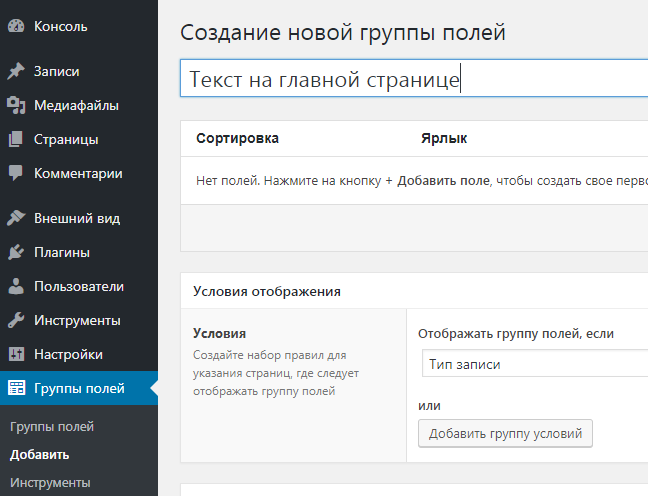 Консоль
Записи
Медиафайлы
Страницы
Комментарии
Внешний вид
Плагины
Пользователи
Инструменты
Настройки
Группы полей
Группы полей
Добавить
Инструменты
Создание новой группы полей
Текст на главной странице
Сортировка Ярлык
Нет полей. Нажмите на кнопку + Добавить поле, чтобы создать свое
Условия отображения
Условия
Создайте набор правил для
указания страниц, где следует
отображать группу полей
Отображать группу полей, если
Тип записи
или
Добавить группу условий